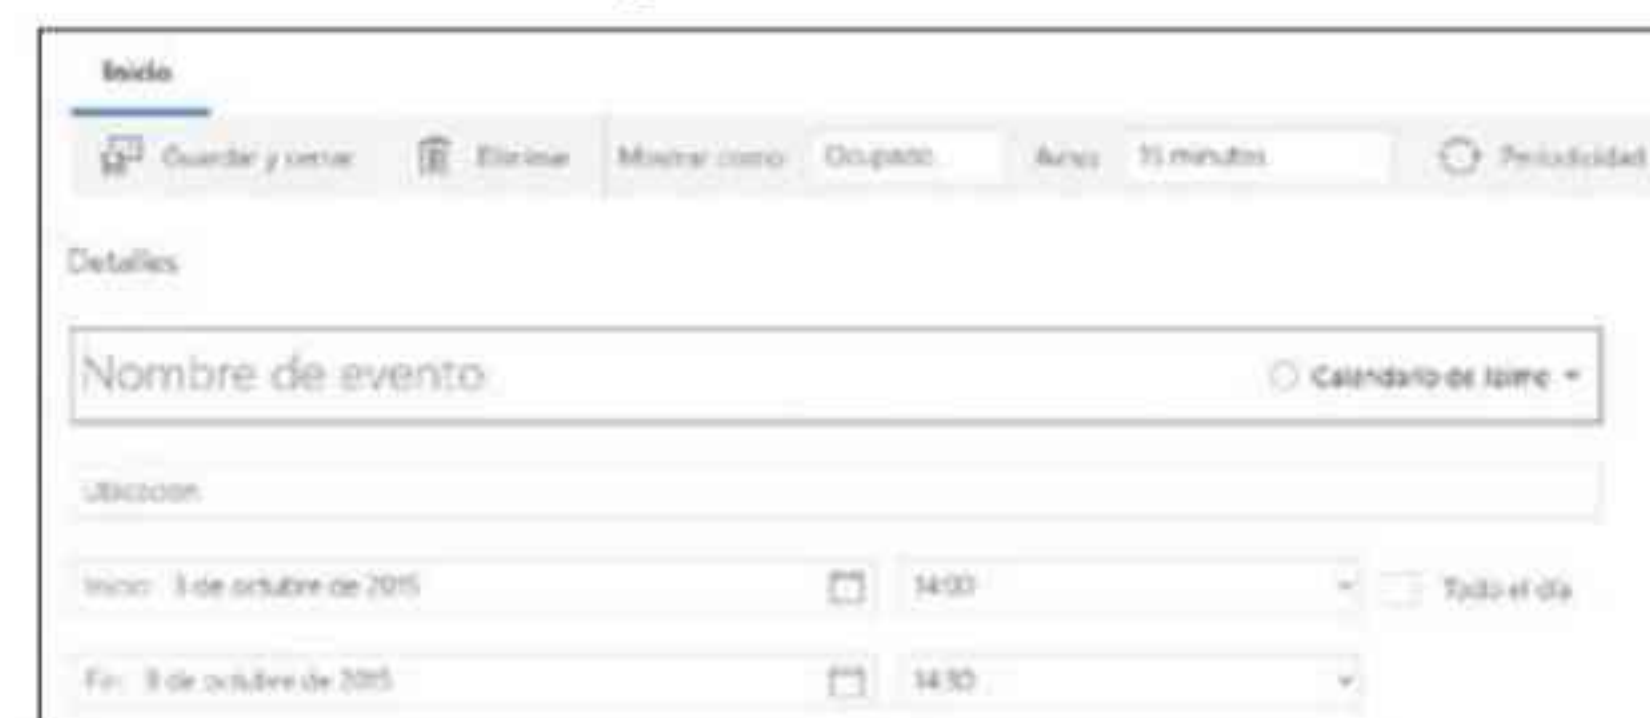 Inicio
Guardar y cerrar Eliminar Mostrar como: Ocupado Aviso: 15 minutos Periodicidad
Detalles
Nombre de evento Calendario de Jaime
Ubicación
Inicio: 3 de octubre de 2015 14:00 Todo el día
Fin: 3 de octubre de 2015 14:30